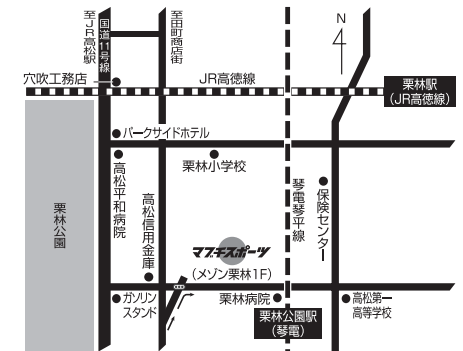 至JR高松駅
国道11号線
至田町商店街
N
穴吹工務店
JR高徳線
栗林駅
(JR高徳線)
パークサイドホテル
栗林小学校
高松平和病院
高松信用金庫
琴電琴平線
保険センター
栗林公園
マブチスポーツ
(メゾン栗林1F)
ガソリン
スタンド
栗林病院
栗林公園駅
(琴電)
高松第一
高等学校